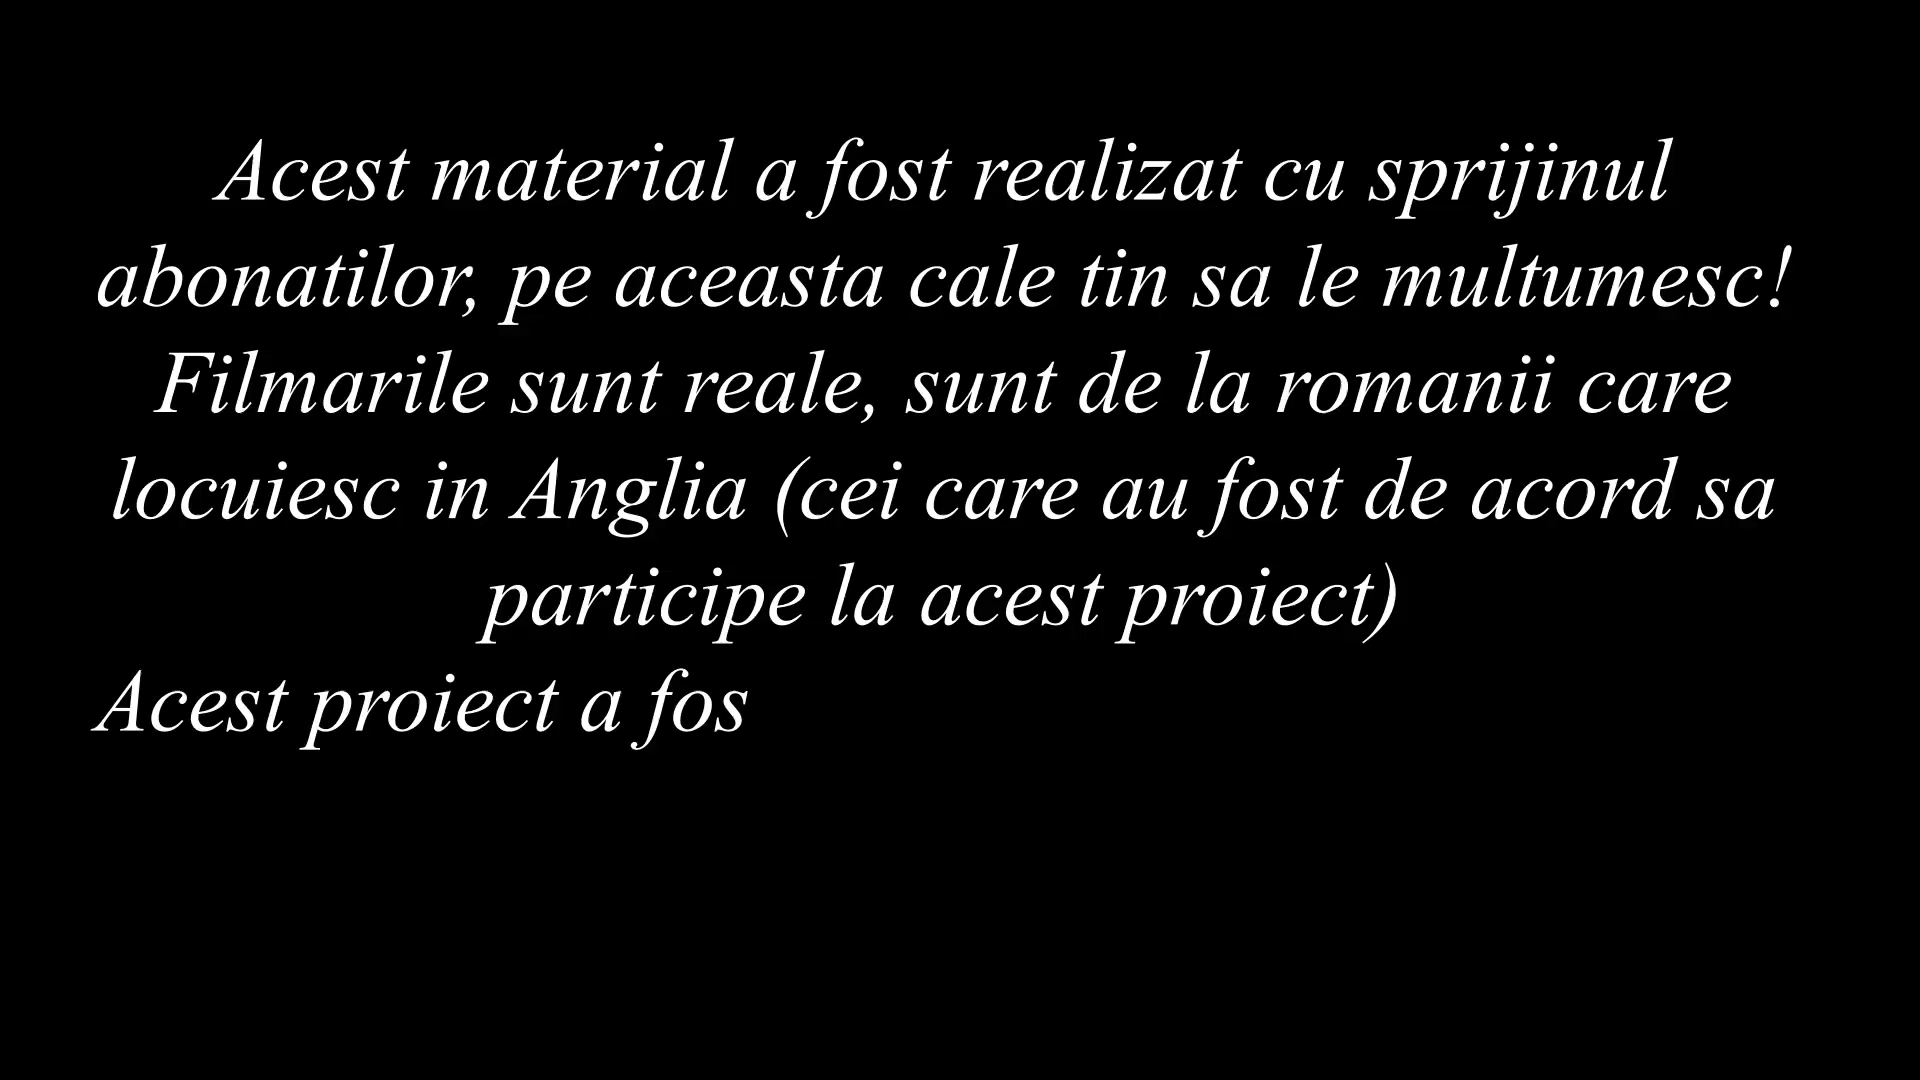 Acest material a fost realizat cu sprijinul
abonatilor, pe aceasta cale tin sa le multumesc!
Filmarile sunt reale, sunt de la romanii care
locuiesc in Anglia (cei care au fost de acord sa
participe la acest proiect)
Acest proiect a fos